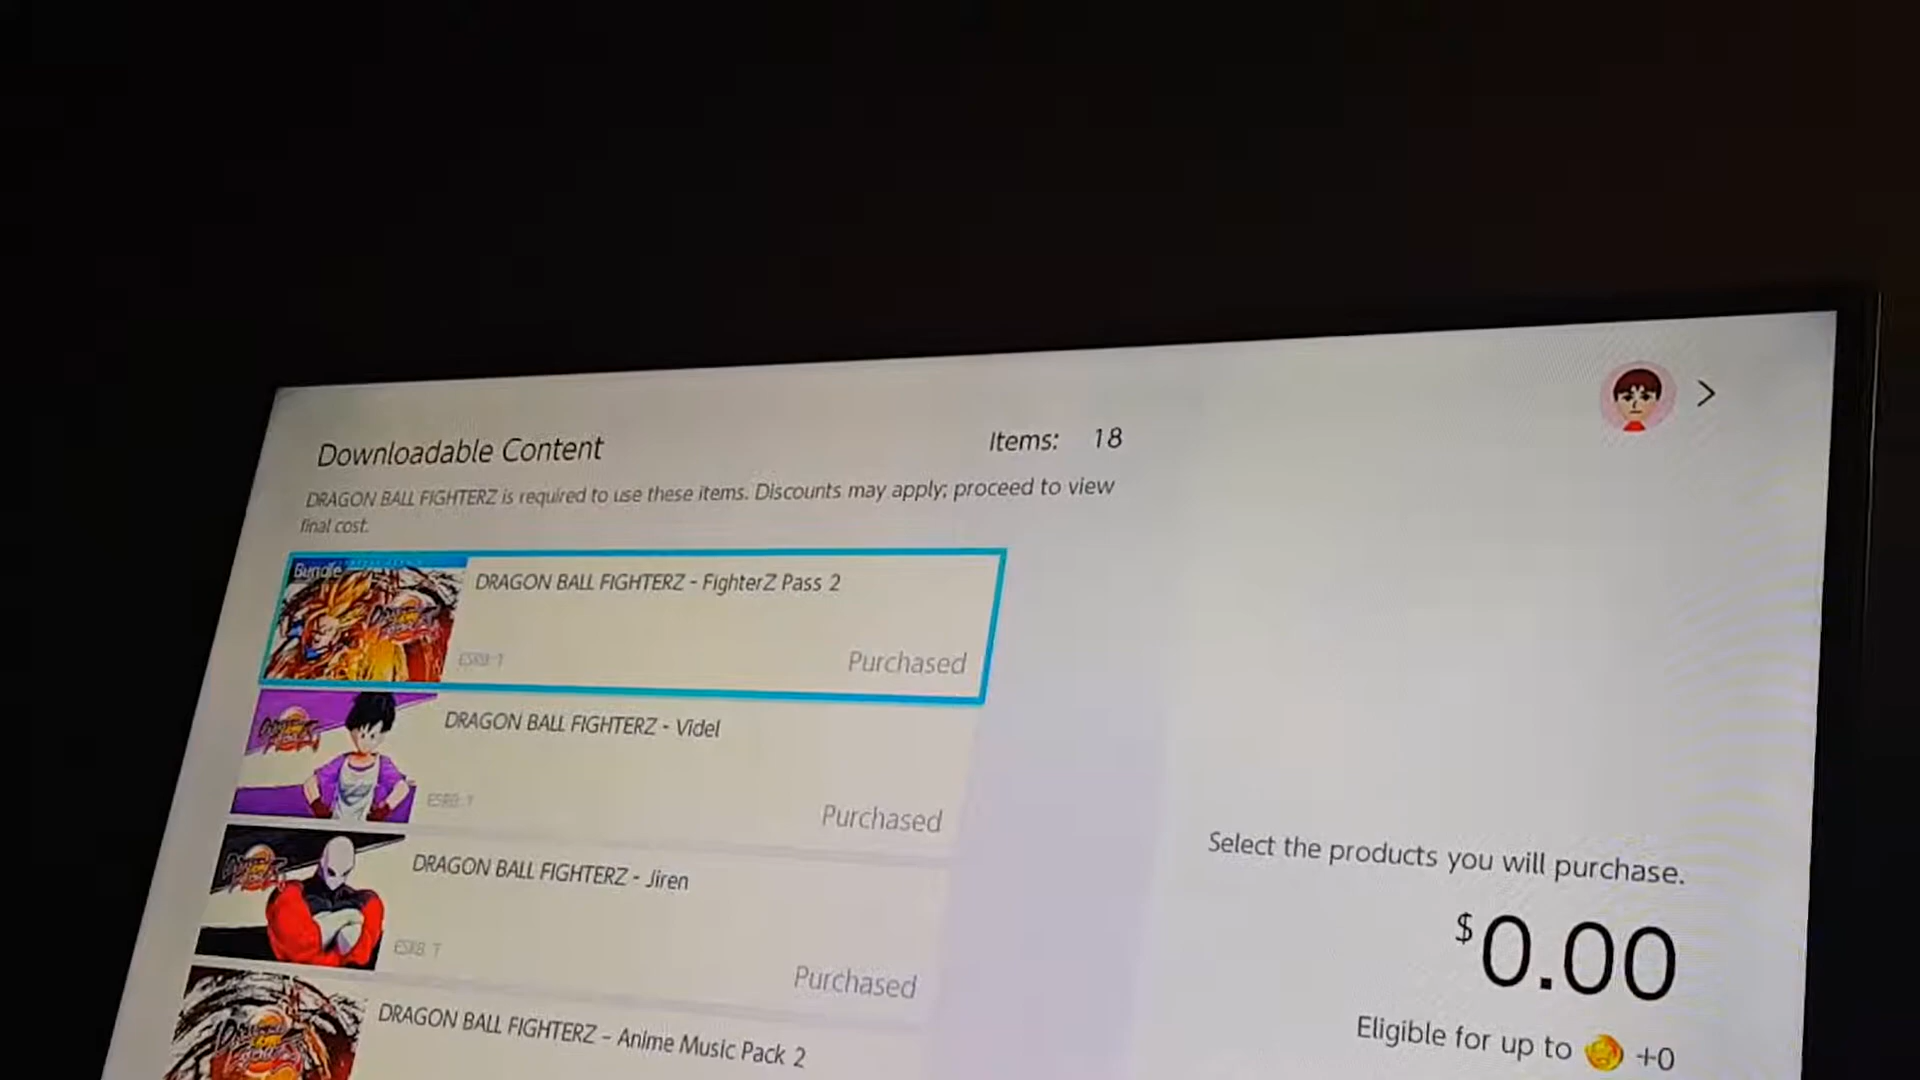 Downloadable Content
Items: 18
DRAGON BALL FIGHTERZ is required to use these items. Discounts may apply; proceed to view
final cost.
Bundle
DRAGON BALL FIGHTERZ - FighterZ Pass 2
ESRB: T
Purchased
DRAGON BALL FIGHTERZ - Videl
ESRB: T
Purchased
DRAGON BALL FIGHTERZ - Jiren
ESRB: T
Purchased
DRAGON BALL FIGHTERZ – Anime Music Pack 2
Select the products you will purchase.
$0.00
Eligible for up to +0